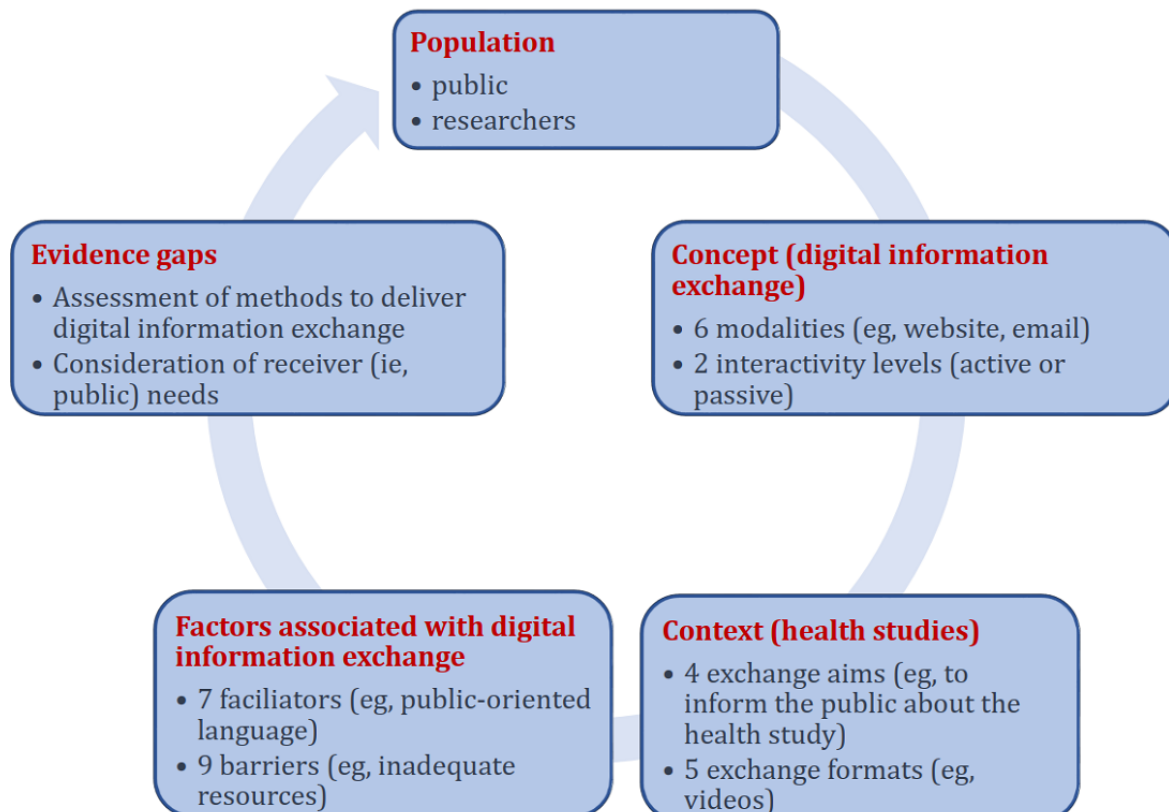 Population
• public
• researchers
Concept (digital information
exchange)
• 6 modalities (eg, website, email)
• 2 interactivity levels (active or
passive)
Context (health studies)
• 4 exchange aims (eg, to
inform the public about the
health study)
• 5 exchange formats (eg,
videos)
Factors associated with digital
information exchange
• 7 faciliators (eg, public-oriented
language)
• 9 barriers (eg, inadequate
resources)
Evidence gaps
• Assessment of methods to deliver
digital information exchange
• Consideration of receiver (ie,
public) needs